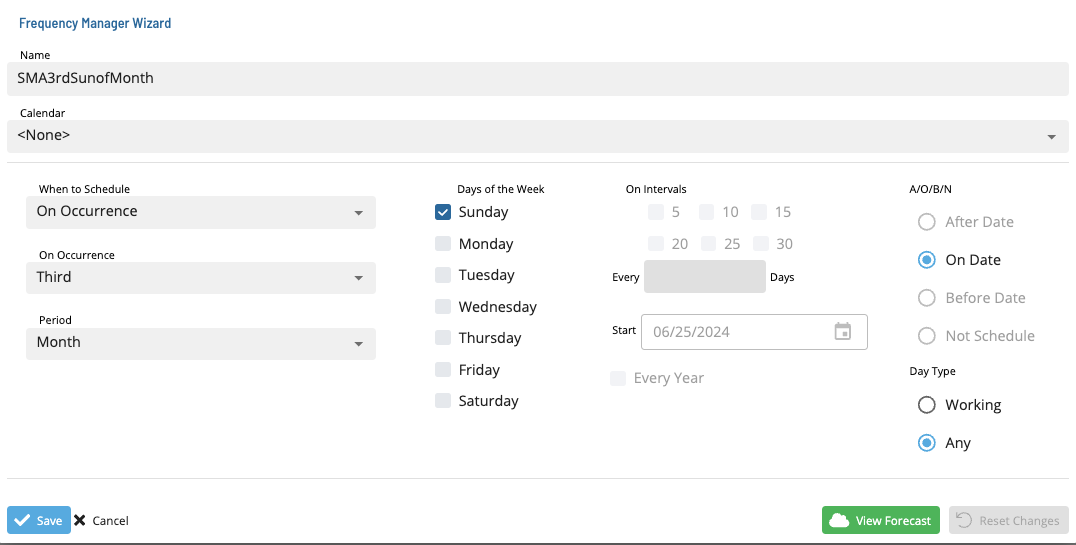 Frequency Manager Wizard
Name
SMA3rdSunofMonth
Calendar
<None>
When to Schedule
On Occurrence
On Occurrence
Third
Period
Month
Days of the Week
Sunday
Monday
Tuesday
Wednesday
Thursday
Friday
Saturday
On Intervals
5 10 15
20 25 30
Every Days
Start 06/25/2024
Every Year
A/O/B/N
After Date
On Date
Before Date
Not Schedule
Day Type
Working
Any
Save Cancel View Forecast Reset Changes